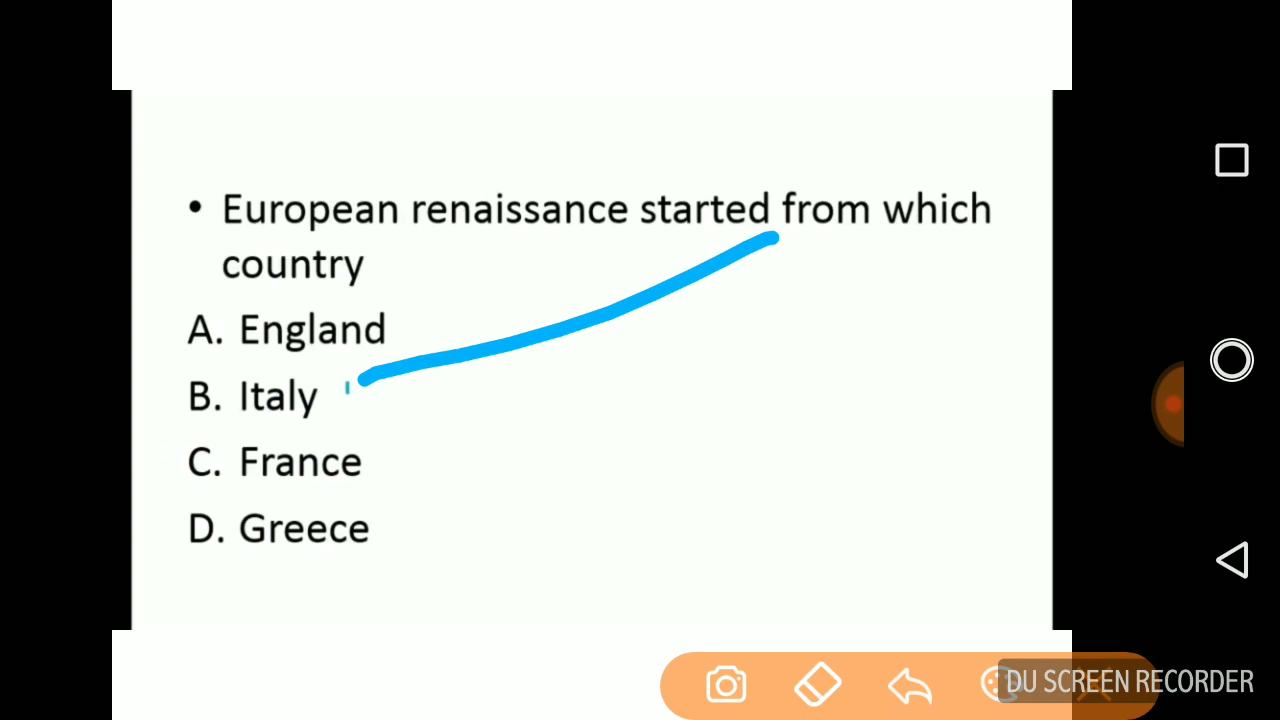 • European renaissance started from which
country
A. England
B. Italy
C. France
D. Greece
DU SCREEN RECORDER